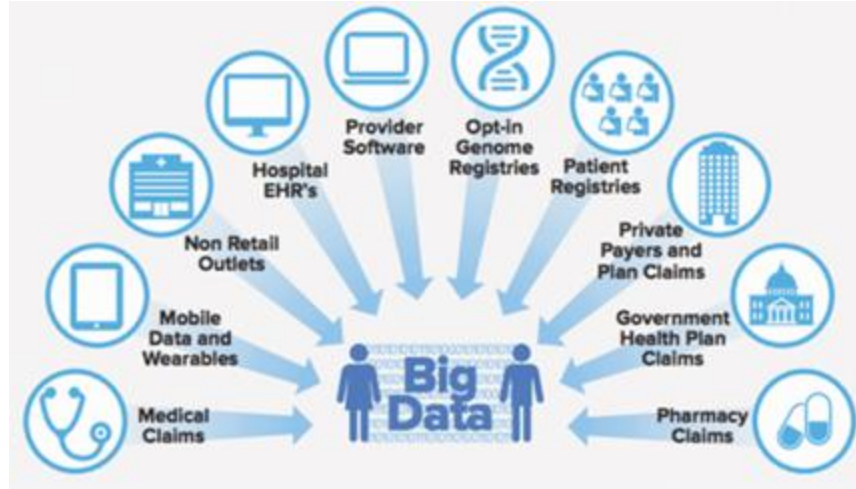 Provider
Software
Opt-in
Genome
Registries
Hospital
EHR's
Patient
Registries
Non Retail
Outlets
Private
Payers and
Plan Claims
Mobile
Data and
Wearables
Government
Health Plan
Claims
Medical
Claims
Big
Data
Pharmacy
Claims